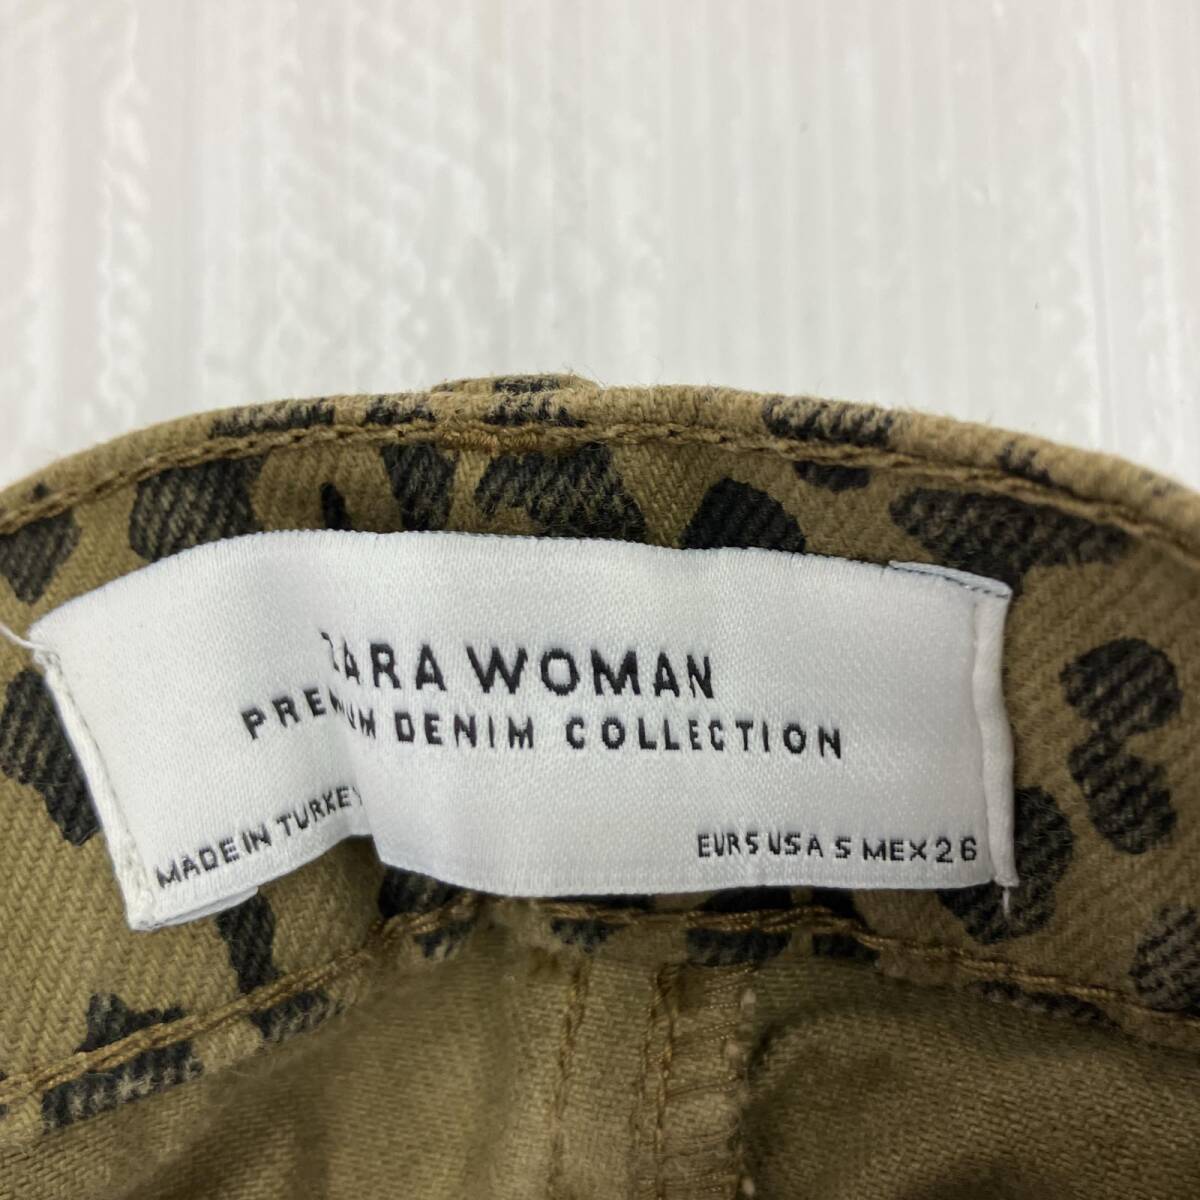 ZARA WOMAN
PREMIUM DENIM COLLECTION
MADE IN TURKEY
EUR S USA S MEX 26